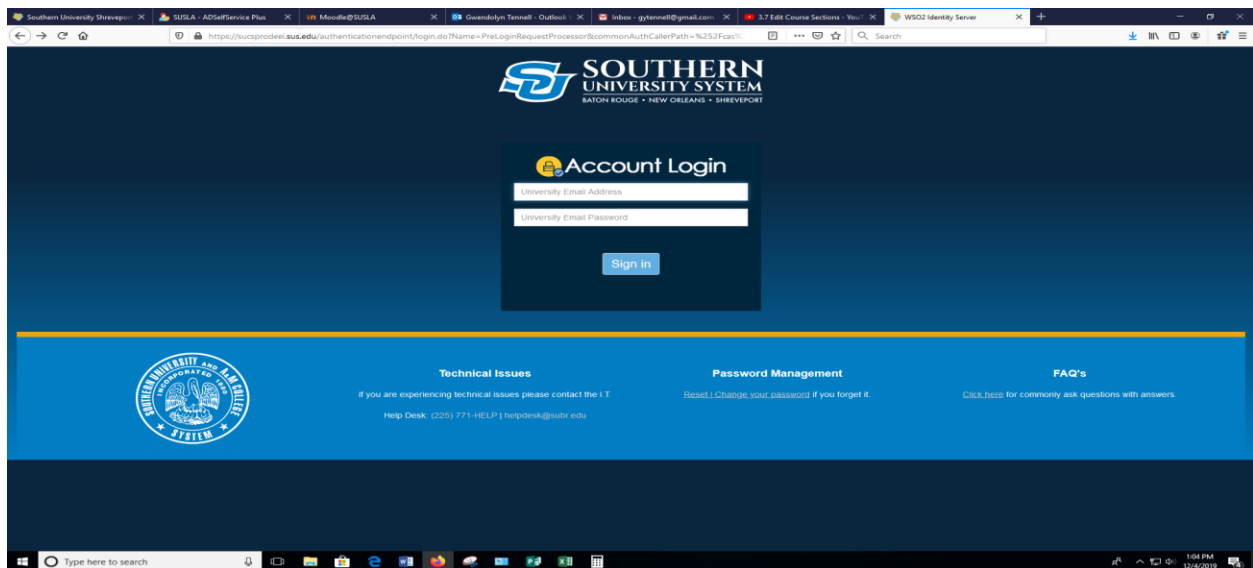 Southern University Shrevepor
SUSLA - ADSelfService Plus
Moodle@SUSLA
Gwendolyn Tennell - Outlook
Inbox - gytennell@gmail.com
3.7 Edit Course Sections - You
WSO2 Identity Server
https://sucsprodeei.sus.edu/authenticationendpoint/login.do?Name=PreLoginRequestProcessor&commonAuthCallerPath=%252Fcas%
Search
SOUTHERN
UNIVERSITY SYSTEM
BATON ROUGE • NEW ORLEANS • SHREVEPORT
Account Login
University Email Address
University Email Password
Sign in
SOUTHERN UNIVERSITY AND A&M COLLEGE
INCORPORATED 1880
SYSTEM
Technical Issues
If you are experiencing technical issues please contact the I.T.
Help Desk: (225) 771-HELP | helpdesk@subr.edu
Password Management
Reset | Change your password if you forget it.
FAQ's
Click here for commonly ask questions with answers.
Type here to search
1:04 PM
12/4/2019